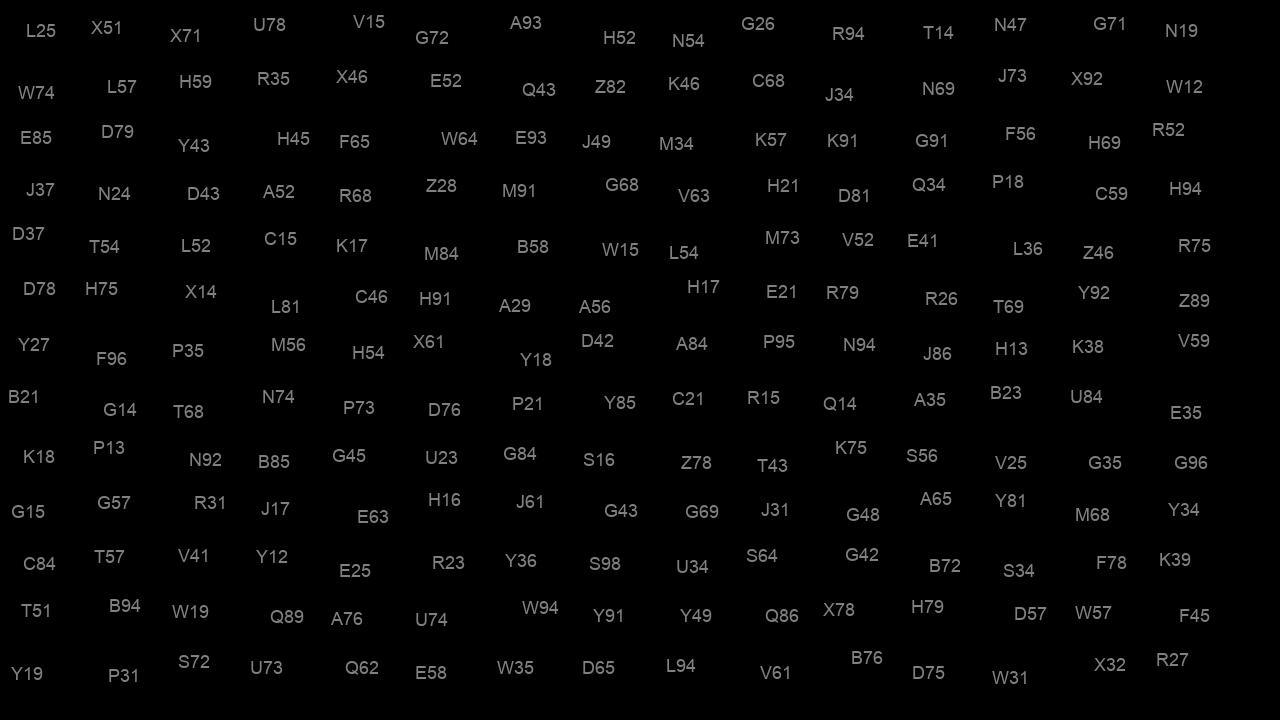 L25 X51 X71 U78 V15 G72 A93 H52 N54 G26 R94 T14 N47 G71 N19
W74 L57 H59 R35 X46 E52 Q43 Z82 K46 C68 J34 N69 J73 X92 W12
E85 D79 Y43 H45 F65 W64 E93 J49 M34 K57 K91 G91 F56 H69 R52
J37 N24 D43 A52 R68 Z28 M91 G68 V63 H21 D81 Q34 P18 C59 H94
D37 T54 L52 C15 K17 M84 B58 W15 L54 M73 V52 E41 L36 Z46 R75
D78 H75 X14 L81 C46 H91 A29 A56 H17 E21 R79 R26 T69 Y92 Z89
Y27 F96 P35 M56 H54 X61 Y18 D42 A84 P95 N94 J86 H13 K38 V59
B21 G14 T68 N74 P73 D76 P21 Y85 C21 R15 Q14 A35 B23 U84 E35
K18 P13 N92 B85 G45 U23 G84 S16 Z78 T43 K75 S56 V25 G35 G96
G15 G57 R31 J17 E63 H16 J61 G43 G69 J31 G48 A65 Y81 M68 Y34
C84 T57 V41 Y12 E25 R23 Y36 S98 U34 S64 G42 B72 S34 F78 K39
T51 B94 W19 Q89 A76 U74 W94 Y91 Y49 Q86 X78 H79 D57 W57 F45
Y19 P31 S72 U73 Q62 E58 W35 D65 L94 V61 B76 D75 W31 X32 R27